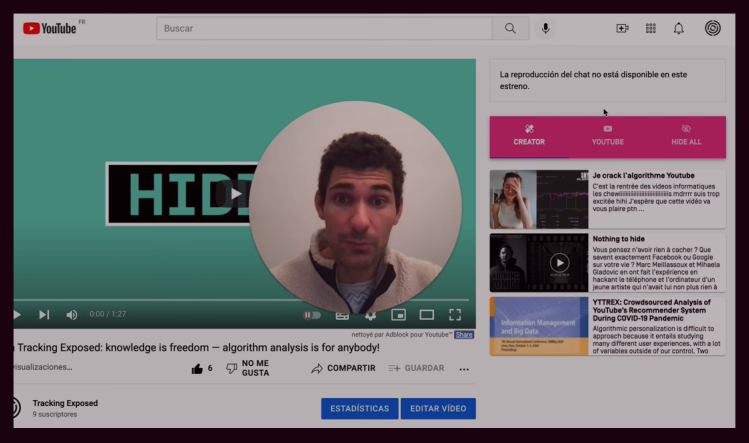 YouTube FR
Buscar
La reproducción del chat no está disponible en este
estreno.
CREATOR
YOUTUBE
HIDE ALL
HIDI
0:00 / 1:27
nettoyé par Adblock pour Youtube™ Share
Tracking Exposed: knowledge is freedom — algorithm analysis is for anybody!
visualizaciones...
6
NO ME
GUSTA
COMPARTIR
GUARDAR
Tracking Exposed
9 suscriptores
ESTADÍSTICAS
EDITAR VÍDEO
Je crack l'algorithme Youtube
C'est la rentrée des videos informatiques
suis trop
excitée hihi J'espère que cette vidéo va
vous plaire ptn ...
Nothing to hide
Vous pensez n'avoir rien à cacher ? Que
savent exactement Facebook ou Google
sur votre vie ? Marc Meillassoux et Mihaela
Gladovic en ont fait l'expérience en
hackant le téléphone et l'ordinateur d'un
jeune artiste qui n'avait lui non plus rien à
Information Management
and Big Data
YTTREX: Crowdsourced Analysis of
YouTube's Recommender System
During COVID-19 Pandemic
Algorithmic personalization is difficult to
approach because it entails studying
many different user experiences, with a lot
of variables outside of our control. Two